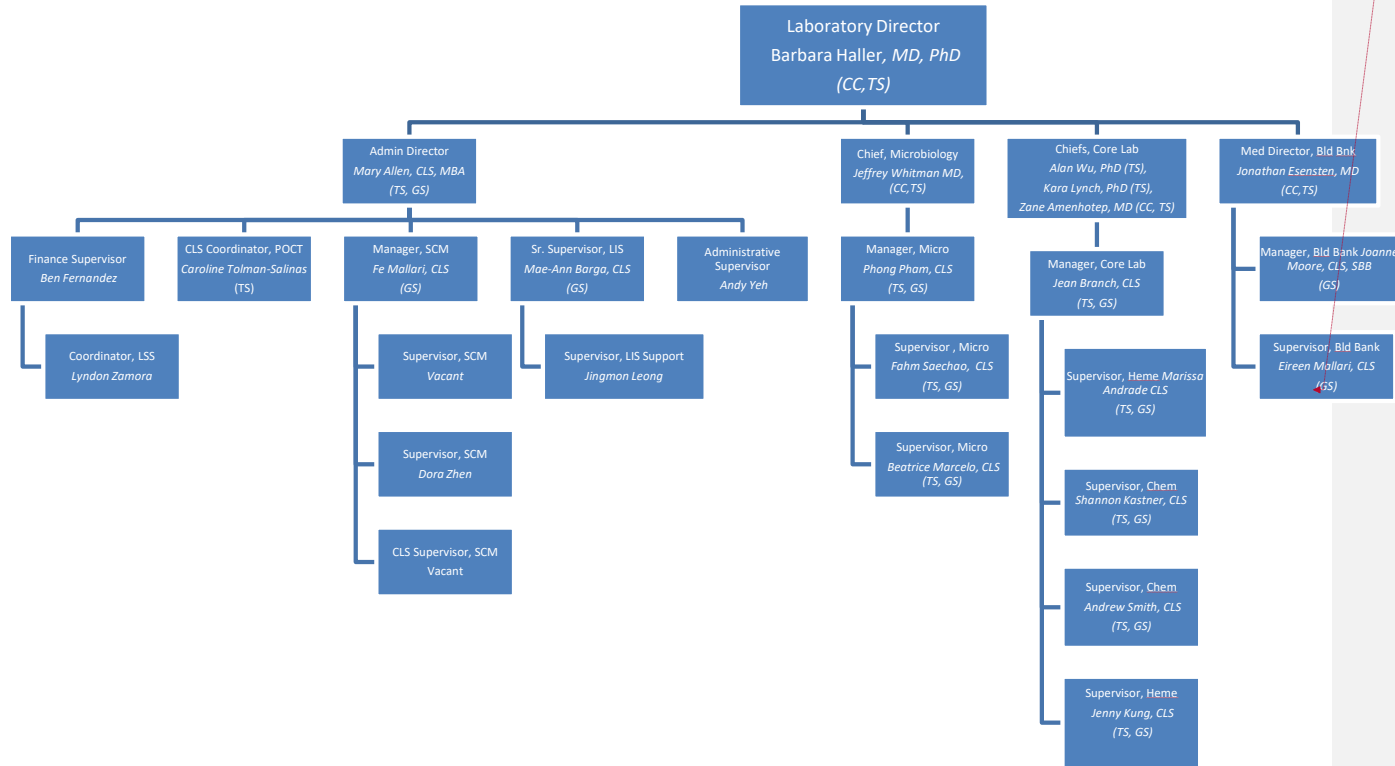 Laboratory Director
Barbara Haller, MD, PhD
(CC,TS)
Admin Director
Mary Allen, CLS, MBA
(TS, GS)
Chief, Microbiology
Jeffrey Whitman MD,
(CC,TS)
Chiefs, Core Lab
Alan Wu, PhD (TS),
Kara Lynch, PhD (TS),
Zane Amenhotep, MD (CC, TS)
Med Director, Bld Bnk
Jonathan Esensten, MD
(CC,TS)
Finance Supervisor
Ben Fernandez
CLS Coordinator, POCT
Caroline Tolman-Salinas
(TS)
Manager, SCM
Fe Mallari, CLS
(GS)
Sr. Supervisor, LIS
Mae-Ann Barga, CLS
(GS)
Administrative
Supervisor
Andy Yeh
Manager, Micro
Phong Pham, CLS
(TS, GS)
Manager, Core Lab
Jean Branch, CLS
(TS, GS)
Manager, Bld Bank Joanne
Moore, CLS, SBB
(GS)
Coordinator, LSS
Lyndon Zamora
Supervisor, SCM
Vacant
Supervisor, LIS Support
Jingmon Leong
Supervisor , Micro
Fahm Saechao, CLS
(TS, GS)
Supervisor, Heme Marissa
Andrade CLS
(TS, GS)
Supervisor, Bld Bank
Eireen Mallari, CLS
(GS)
Supervisor, SCM
Dora Zhen
Supervisor, Micro
Beatrice Marcelo, CLS
(TS, GS)
Supervisor, Chem
Shannon Kastner, CLS
(TS, GS)
CLS Supervisor, SCM
Vacant
Supervisor, Chem
Andrew Smith, CLS
(TS, GS)
Supervisor, Heme
Jenny Kung, CLS
(TS, GS)